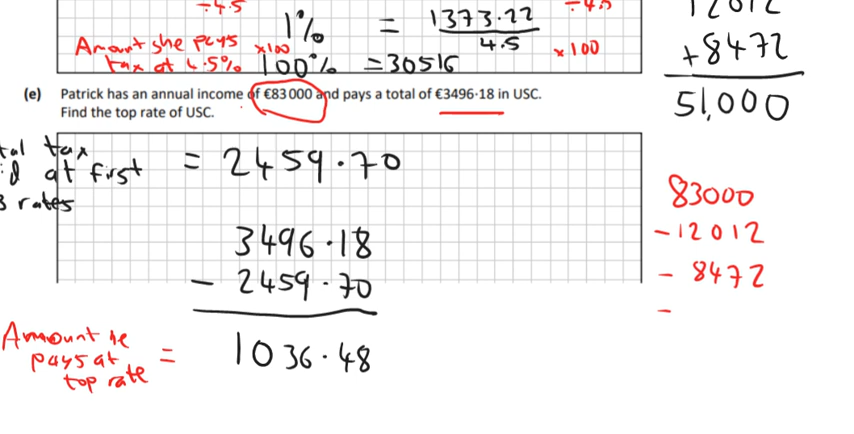 ÷4.5
1% = 1373.22
÷4.5
4.5
Amount she pays
tax at 4.5%
×100
100% = 30516
×100
12012
+8472
51,000
(e) Patrick has an annual income of €83 000 and pays a total of €3496·18 in USC.
Find the top rate of USC.
tax
at first
rates
= 2459.70
3496.18
- 2459.70
1036.48
Amount he
pays at
top rate
=
83000
-12012
- 8472
-